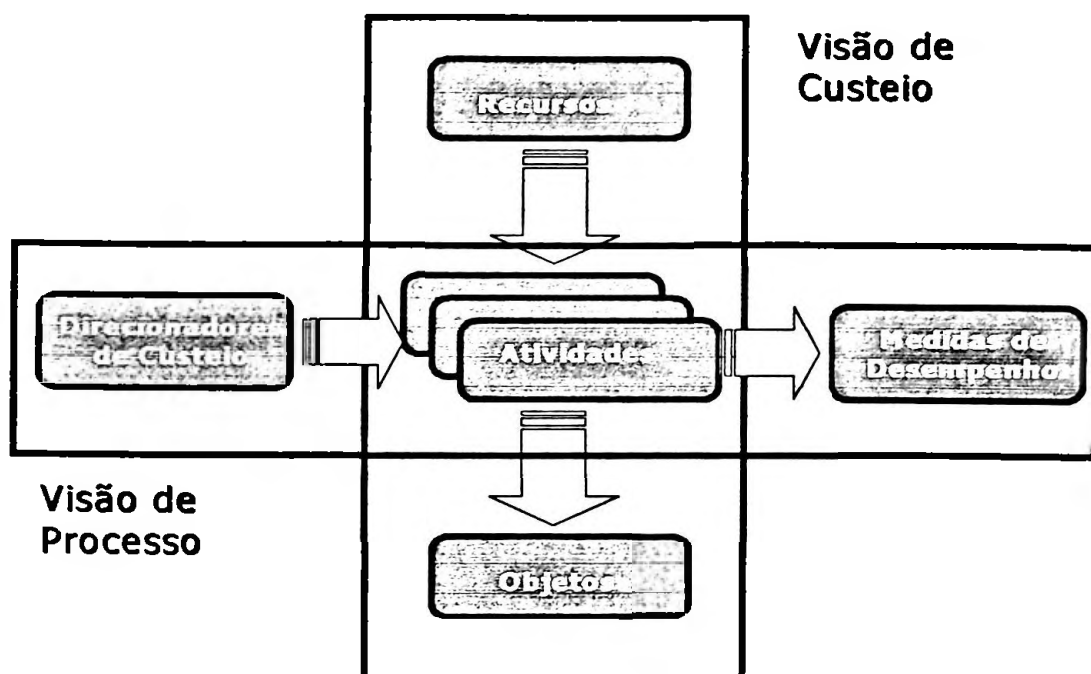 Visão de
Custeio
Recursos
Direcionadores
de Custeio
Atividades
Medidas de
Desempenho
Visão de
Processo
Objetos